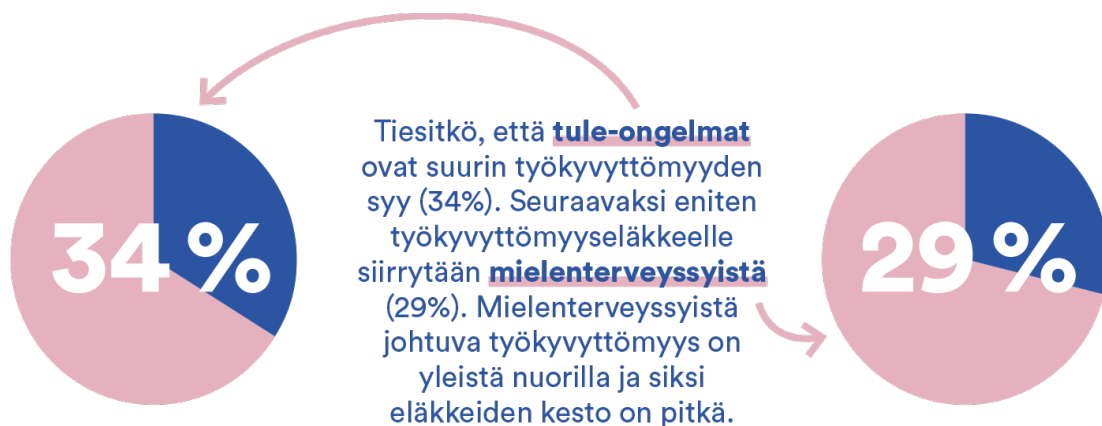 34 %
Tiesitkö, että tule-ongelmat
ovat suurin työkyvyttömyyden
syy (34%). Seuraavaksi eniten
työkyvyttömyyseläkkeelle
siirrytään mielenterveyssyistä
(29%). Mielenterveyssyistä
johtuva työkyvyttömyys on
yleistä nuorilla ja siksi
eläkkeiden kesto on pitkä.
29 %